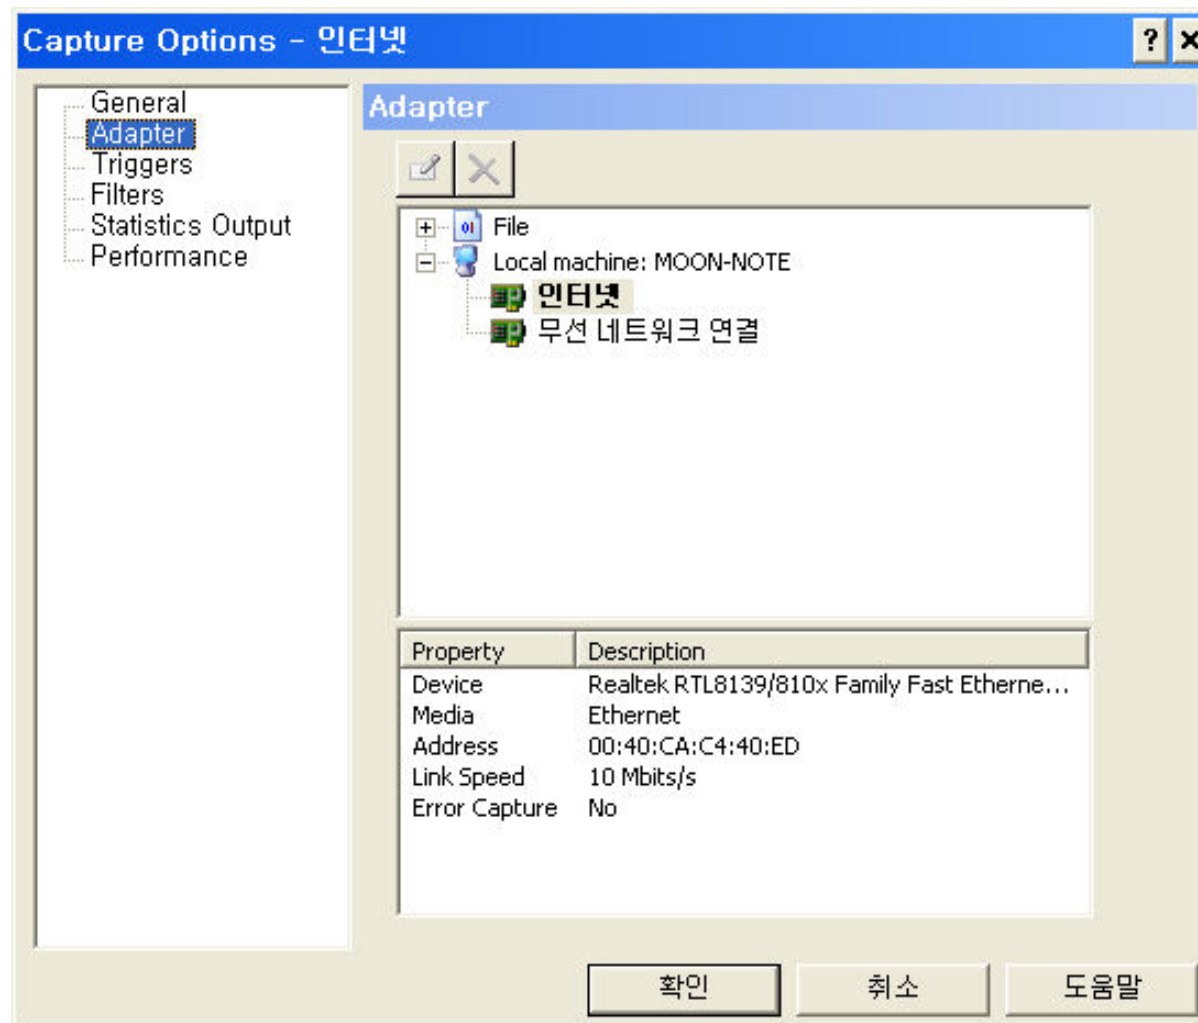 Capture Options - 인터넷
General
Adapter
Triggers
Filters
Statistics Output
Performance
Adapter
File
Local machine: MOON-NOTE
인터넷
무선 네트워크 연결
Property Description
Device Realtek RTL8139/810x Family Fast Etherne...
Media Ethernet
Address 00:40:CA:C4:40:ED
Link Speed 10 Mbits/s
Error Capture No
확인 취소 도움말